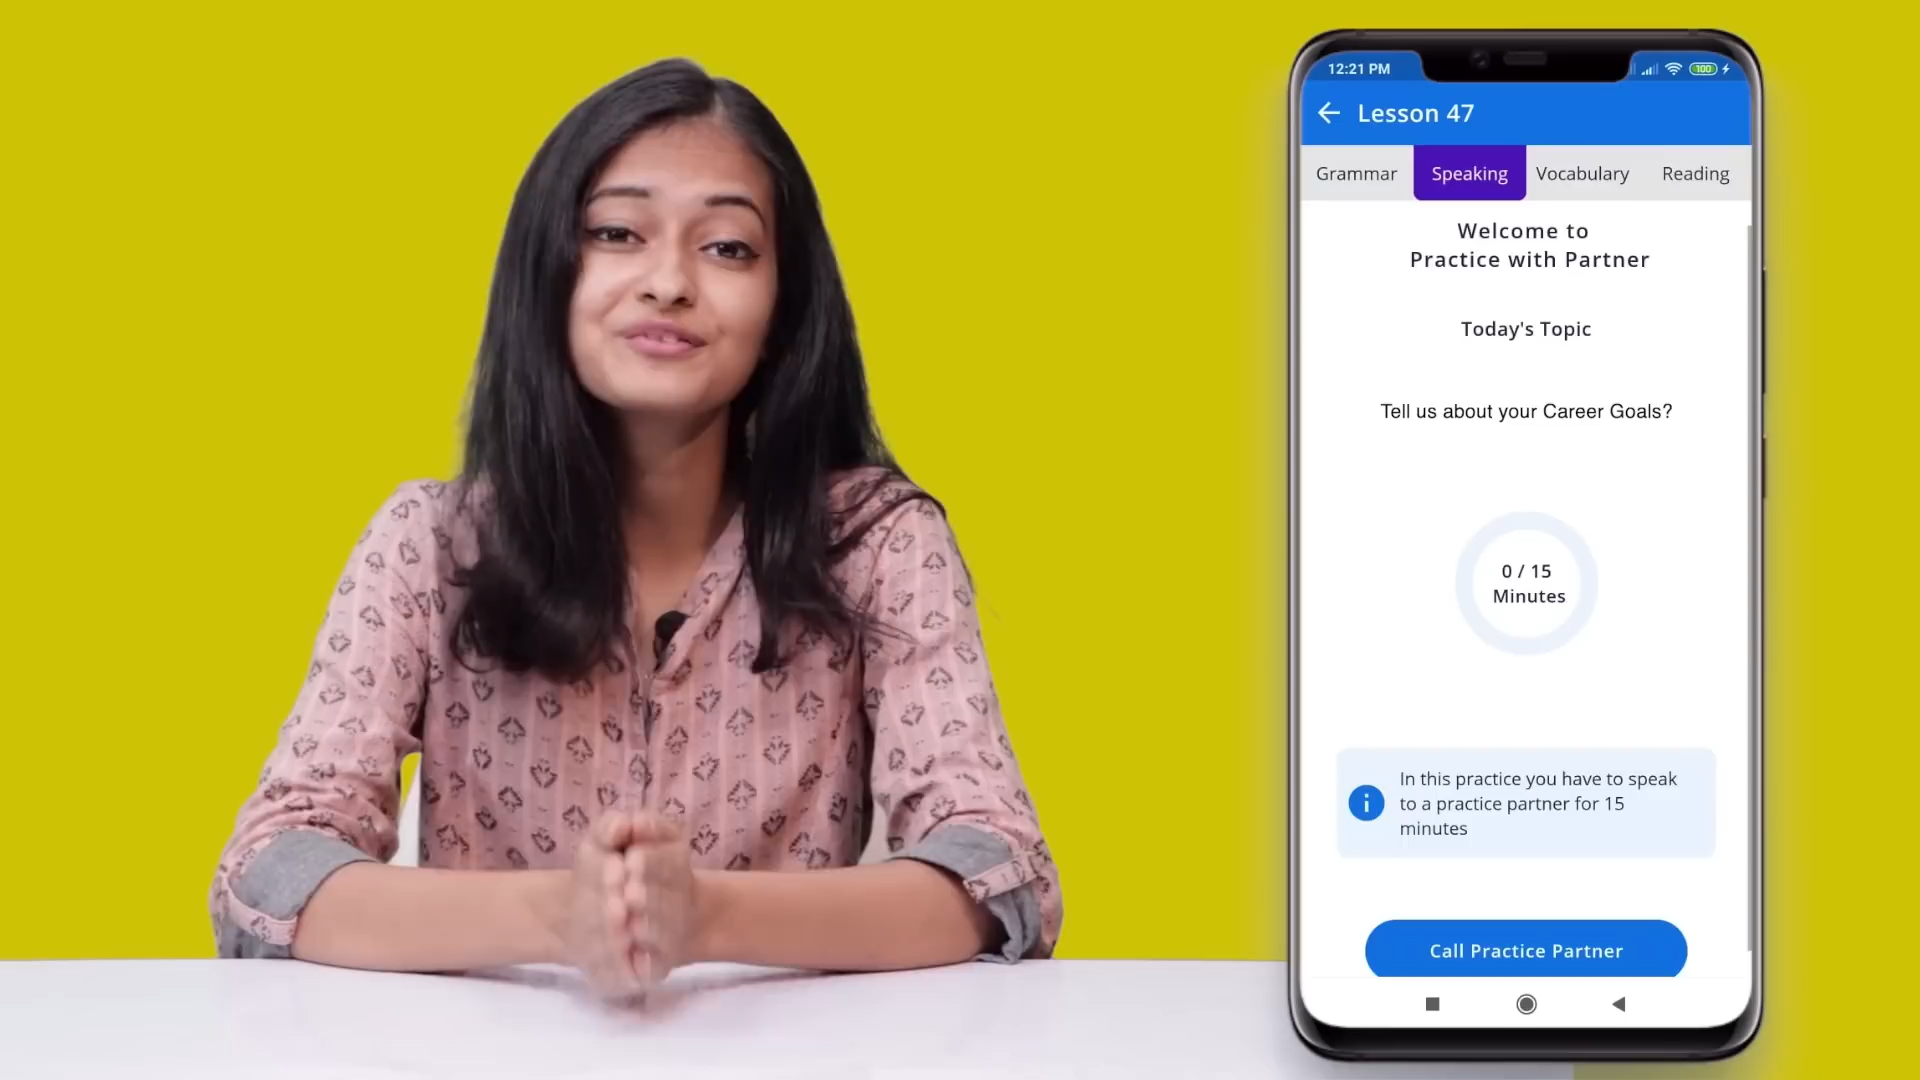 12:21 PM
100
Lesson 47
Grammar Speaking Vocabulary Reading
Welcome to
Practice with Partner
Today's Topic
Tell us about your Career Goals?
0 / 15
Minutes
In this practice you have to speak
to a practice partner for 15
minutes
Call Practice Partner